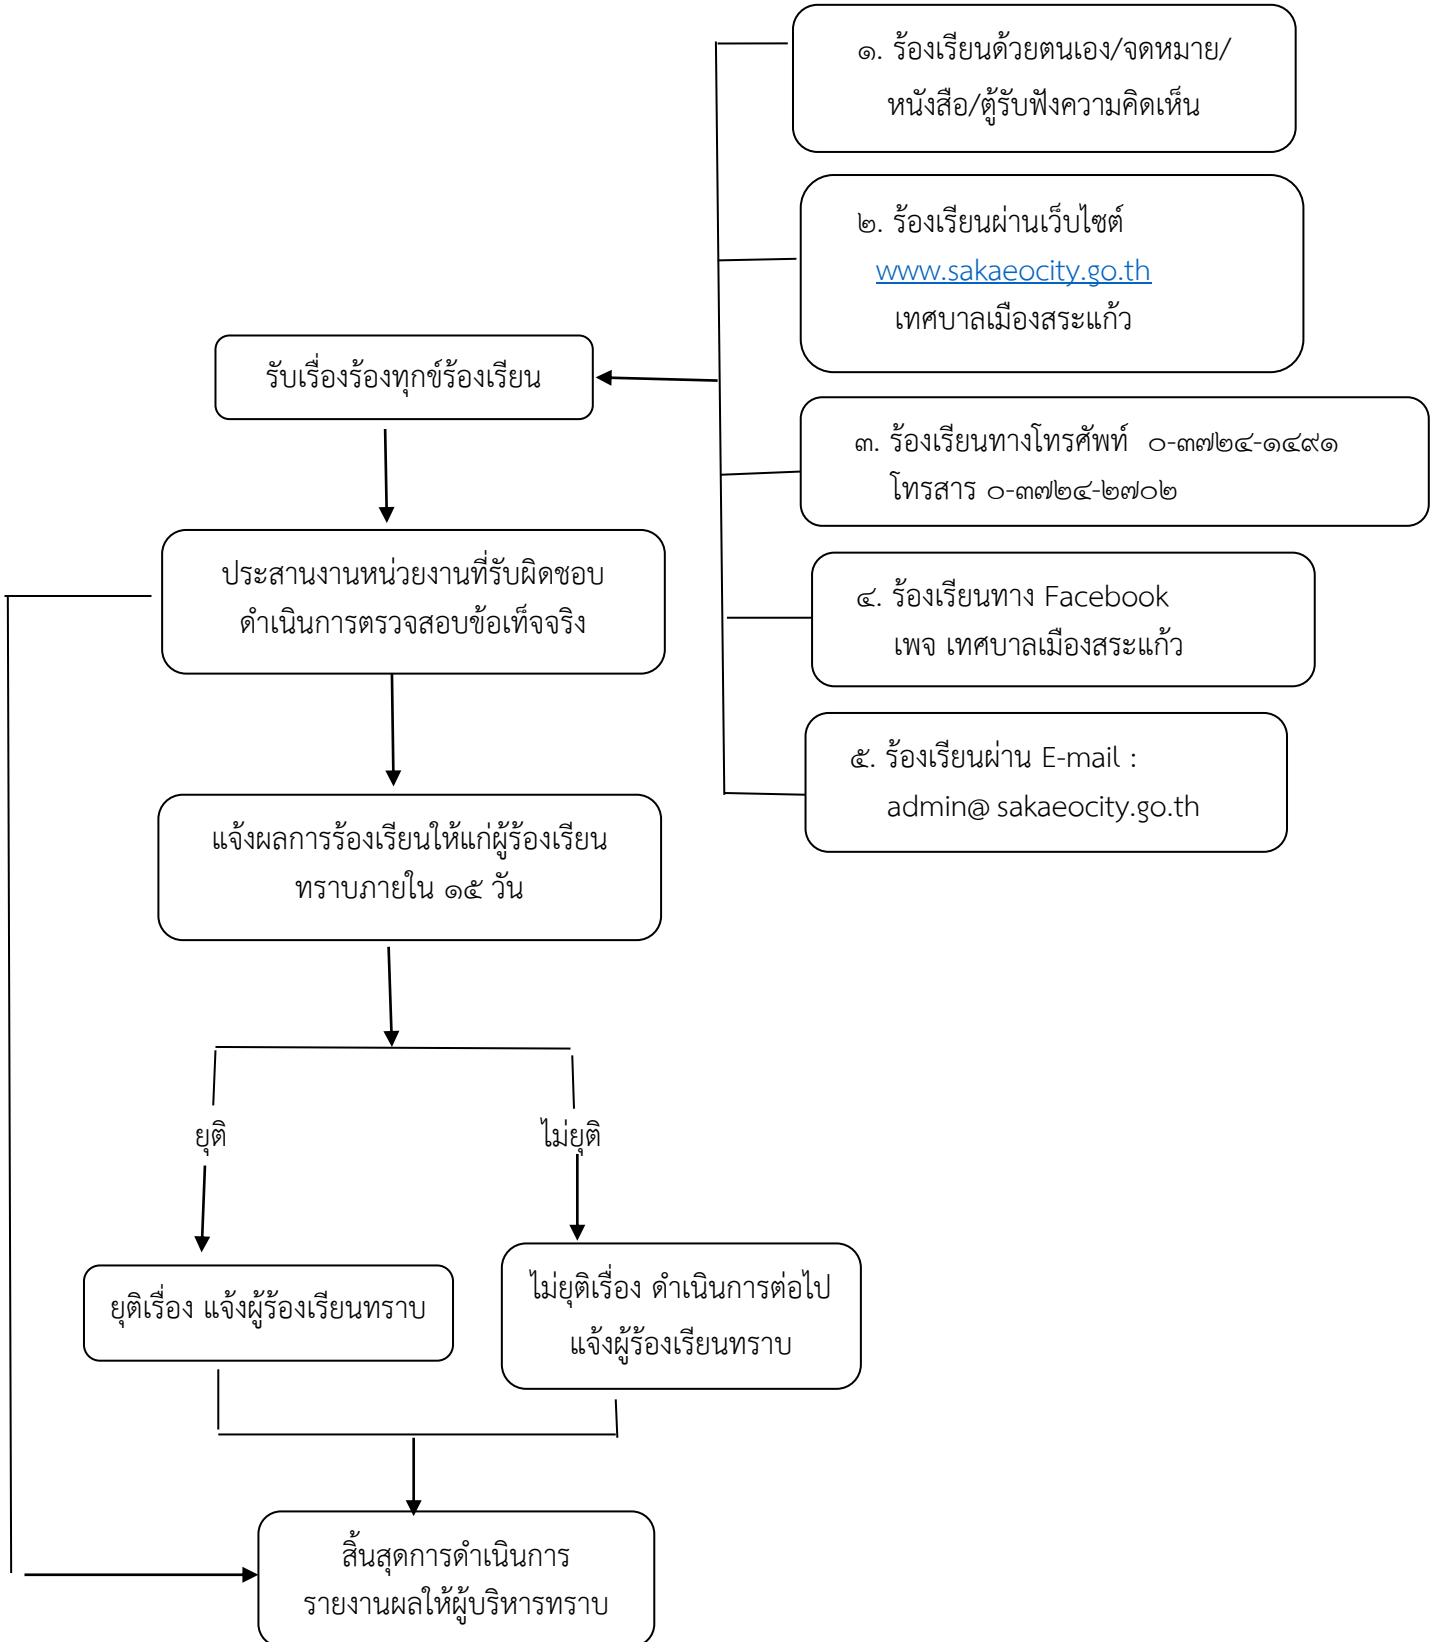 ๑. ร้องเรียนด้วยตนเอง/จดหมาย/
หนังสือ/ตู้รับฟังความคิดเห็น
๒. ร้องเรียนผ่านเว็บไซต์
www.sakaeocity.go.th
เทศบาลเมืองสระแก้ว
รับเรื่องร้องทุกข์ร้องเรียน
๓. ร้องเรียนทางโทรศัพท์ ๐-๓๗๒๔-๑๔๙๑
โทรสาร ๐-๓๗๒๔-๒๗๐๒
ประสานงานหน่วยงานที่รับผิดชอบ
ดำเนินการตรวจสอบข้อเท็จจริง
๔. ร้องเรียนทาง Facebook
เพจ เทศบาลเมืองสระแก้ว
๕. ร้องเรียนผ่าน E-mail :
admin@ sakaeocity.go.th
แจ้งผลการร้องเรียนให้แก่ผู้ร้องเรียน
ทราบภายใน ๑๕ วัน
ยุติ
ไม่ยุติ
ยุติเรื่อง แจ้งผู้ร้องเรียนทราบ
ไม่ยุติเรื่อง ดำเนินการต่อไป
แจ้งผู้ร้องเรียนทราบ
สิ้นสุดการดำเนินการ
รายงานผลให้ผู้บริหารทราบ